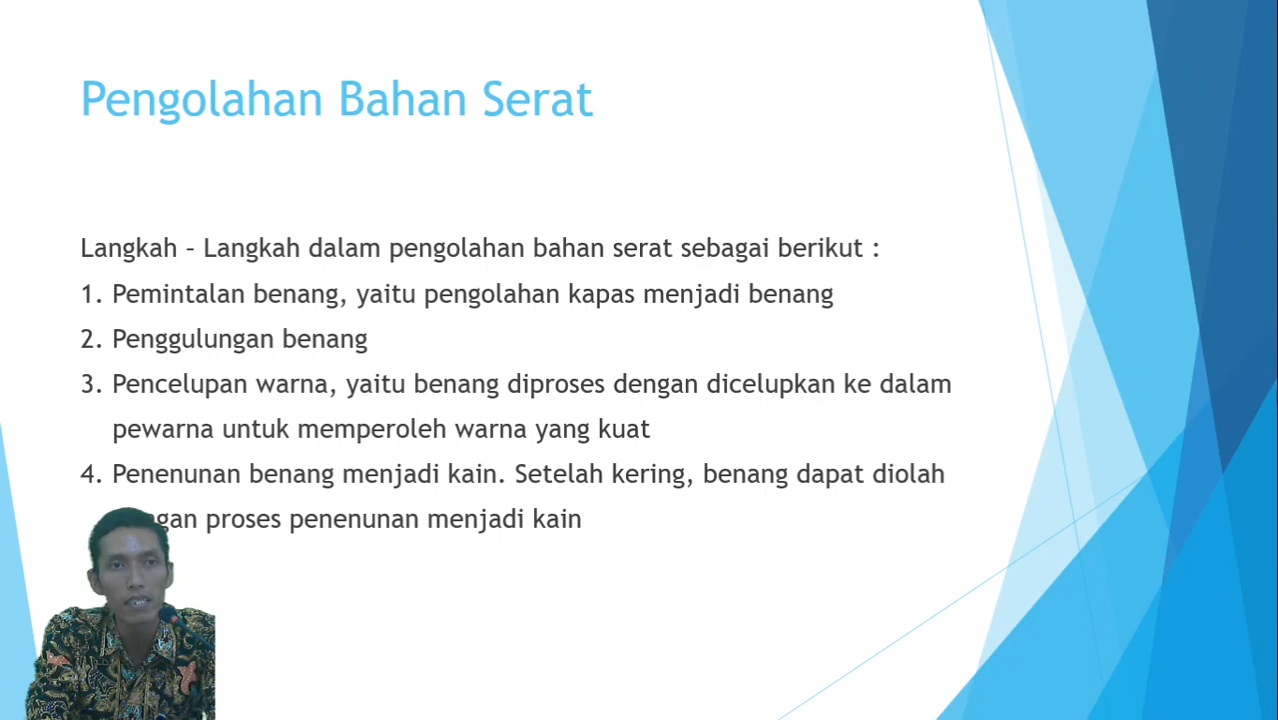 Pengolahan Bahan Serat
Langkah – Langkah dalam pengolahan bahan serat sebagai berikut :
1. Pemintalan benang, yaitu pengolahan kapas menjadi benang
2. Penggulungan benang
3. Pencelupan warna, yaitu benang diproses dengan dicelupkan ke dalam
pewarna untuk memperoleh warna yang kuat
4. Penenunan benang menjadi kain. Setelah kering, benang dapat diolah
proses penenunan menjadi kain